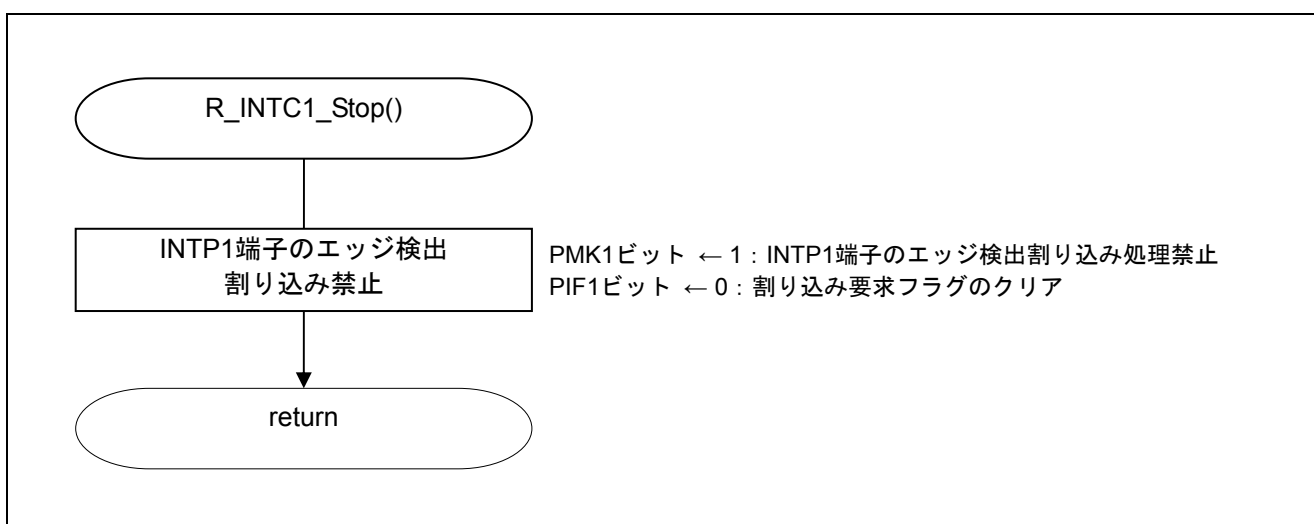 R_INTC1_Stop()
INTP1端子のエッジ検出
割り込み禁止
PMK1ビット ← 1：INTP1端子のエッジ検出割り込み処理禁止
PIF1ビット ← 0：割り込み要求フラグのクリア
return